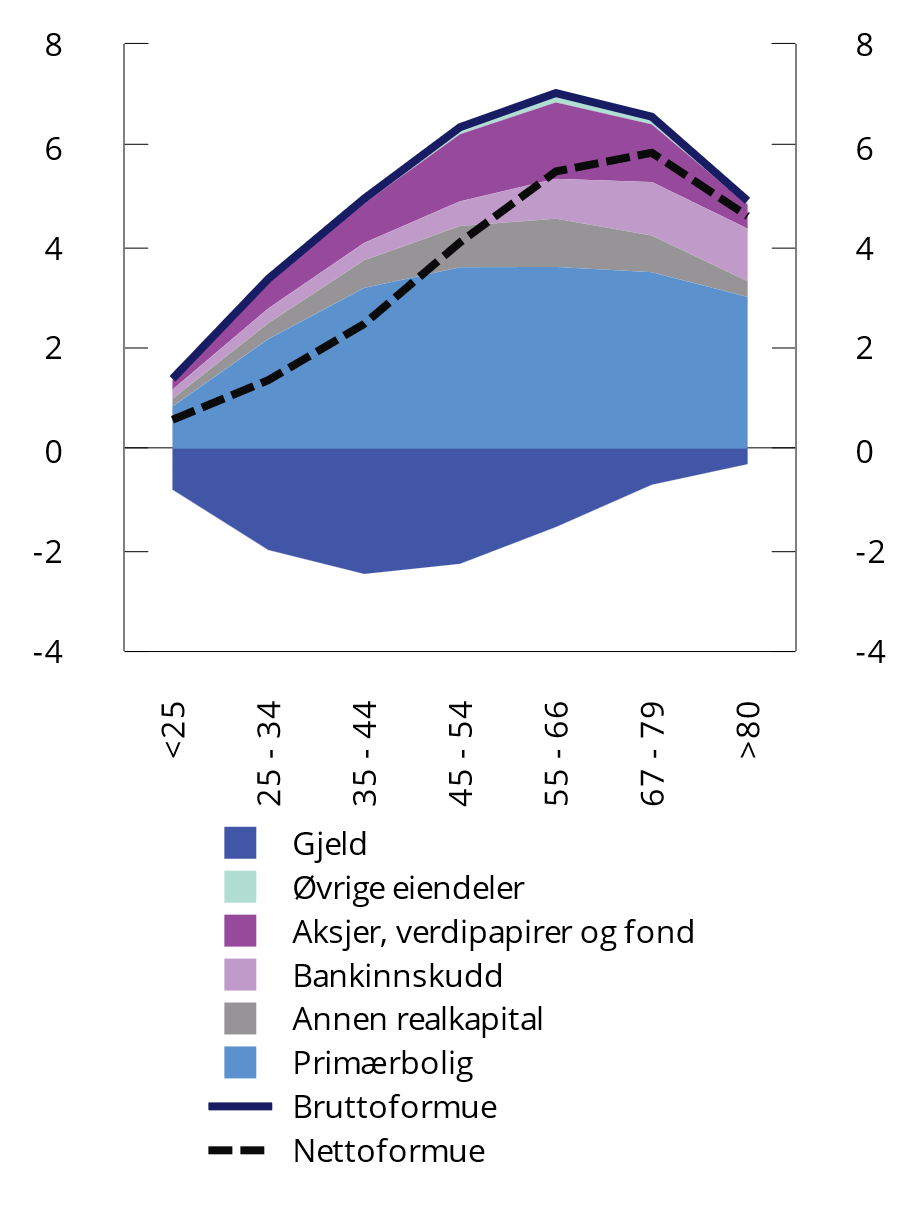 8 8
6 6
4 4
2 2
0 0
-2 -2
-4 -4
<25 25 - 34 35 - 44 45 - 54 55 - 66 67 - 79 >80
Gjeld
Øvrige eiendeler
Aksjer, verdipapirer og fond
Bankinnskudd
Annen realkapital
Primærbolig
Bruttoformue
Nettoformue